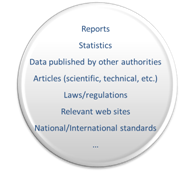 Reports
Statistics
Data published by other authorities
Articles (scientific, technical, etc.)
Laws/regulations
Relevant web sites
National/International standards
...